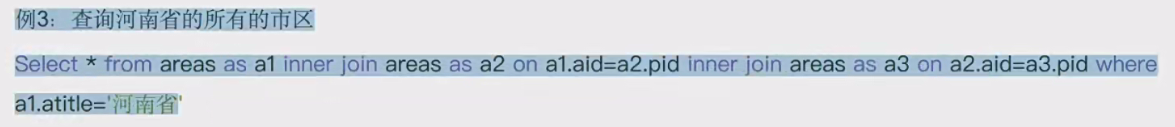 例3：查询河南省的所有的市区
Select * from areas as a1 inner join areas as a2 on a1.aid=a2.pid inner join areas as a3 on a2.aid=a3.pid where
a1.atitle='河南省'